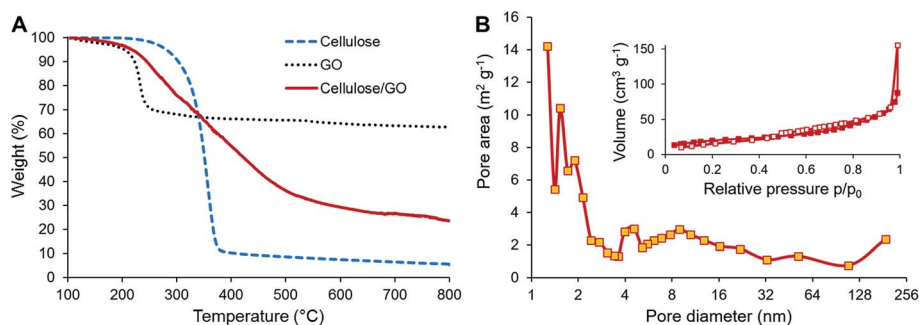 A
Weight (%)
100
90
80
70
60
50
40
30
20
10
0
100 200 300 400 500 600 700 800
Temperature (°C)
Cellulose
GO
Cellulose/GO
B
Pore area (m² g⁻¹)
16
14
12
10
8
6
4
2
0
1 2 4 8 16 32 64 128 256
Pore diameter (nm)
Volume (cm³ g⁻¹)
150
100
50
0
0 0.2 0.4 0.6 0.8 1
Relative pressure p/p₀